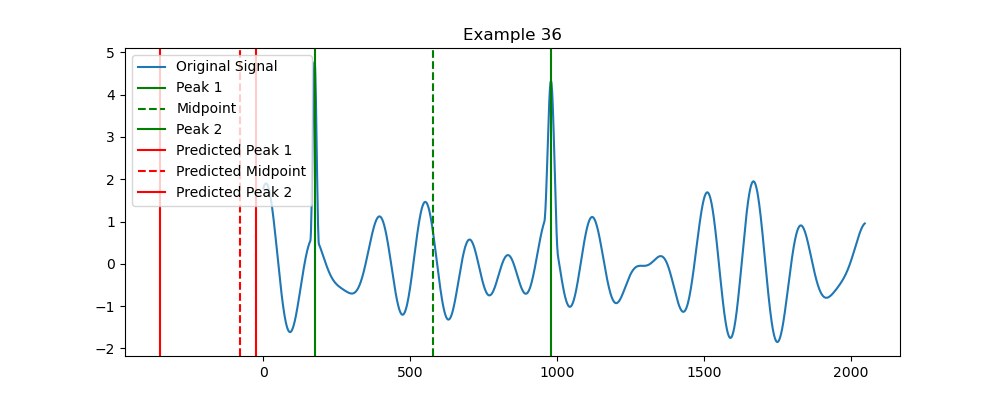 Example 36
Original Signal
Peak 1
Midpoint
Peak 2
Predicted Peak 1
Predicted Midpoint
Predicted Peak 2
5
4
3
2
1
0
−1
−2
0 500 1000 1500 2000